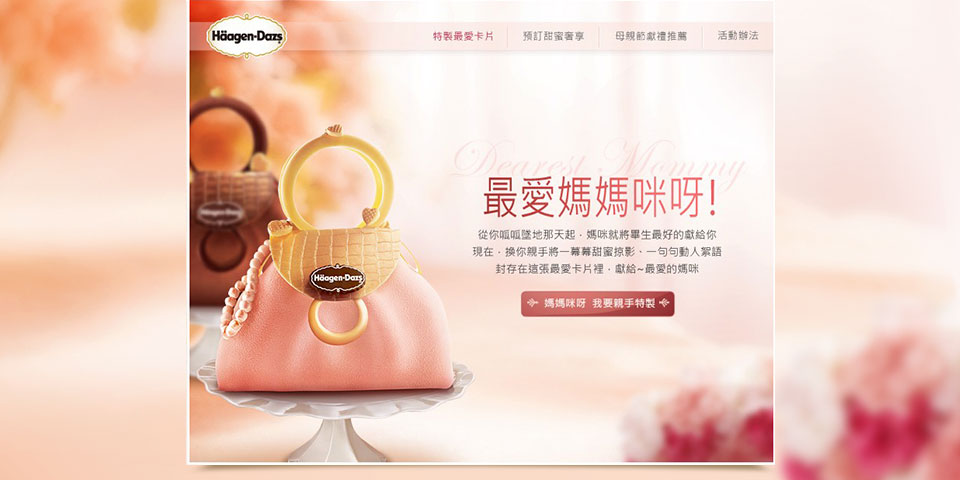 Häagen-Dazs
特製最愛卡片
預訂甜蜜奢享
母親節獻禮推薦
活動辦法
Dearest Mommy
最愛媽媽咪呀!
從你呱呱墜地那天起，媽咪就將畢生最好的獻給你
現在，換你親手將一幕幕甜蜜掠影、一句句動人絮語
封存在這張最愛卡片裡，獻給~最愛的媽咪
媽媽咪呀 我要親手特製
Häagen-Dazs
Häagen-Dazs